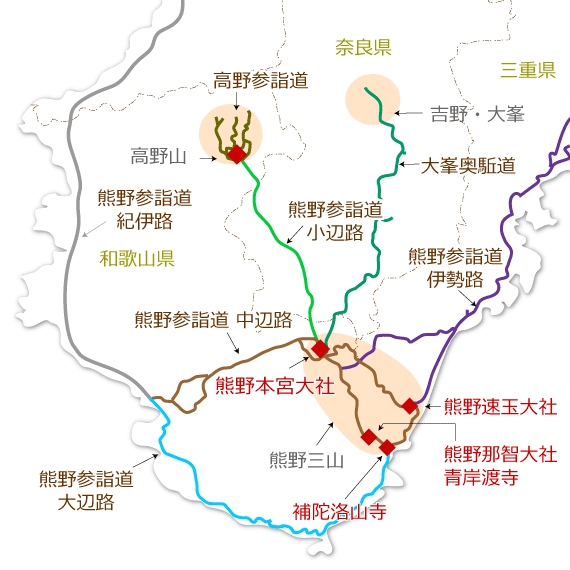 奈良県
三重県
高野参詣道
吉野・大峯
高野山
大峯奥駈道
熊野参詣道
紀伊路
熊野参詣道
小辺路
和歌山県
熊野参詣道
伊勢路
熊野参詣道 中辺路
熊野本宮大社
熊野速玉大社
熊野三山
熊野那智大社
青岸渡寺
熊野参詣道
大辺路
補陀洛山寺